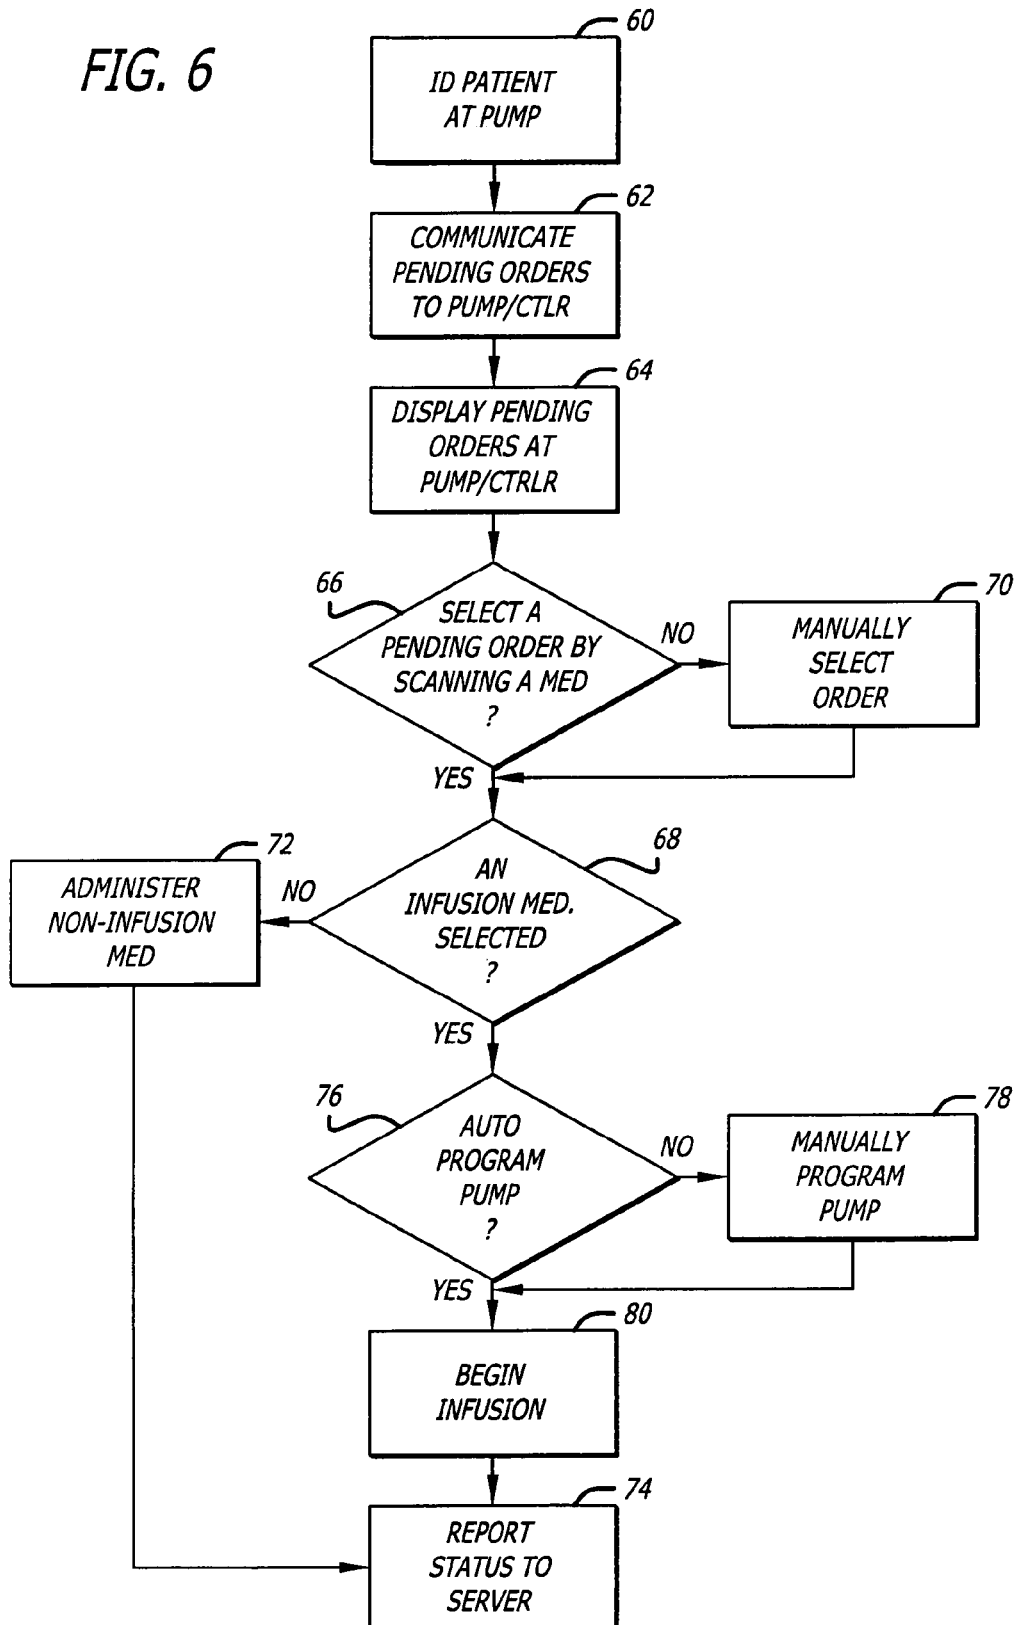 FIG. 6
60
ID PATIENT
AT PUMP
62
COMMUNICATE
PENDING ORDERS
TO PUMP/CTLR
64
DISPLAY PENDING
ORDERS AT
PUMP/CTRLR
66
SELECT A
PENDING ORDER BY
SCANNING A MED
?
NO
70
MANUALLY
SELECT
ORDER
YES
68
AN
INFUSION MED.
SELECTED
?
NO
72
ADMINISTER
NON-INFUSION
MED
YES
76
AUTO
PROGRAM
PUMP
?
NO
78
MANUALLY
PROGRAM
PUMP
YES
80
BEGIN
INFUSION
74
REPORT
STATUS TO
SERVER